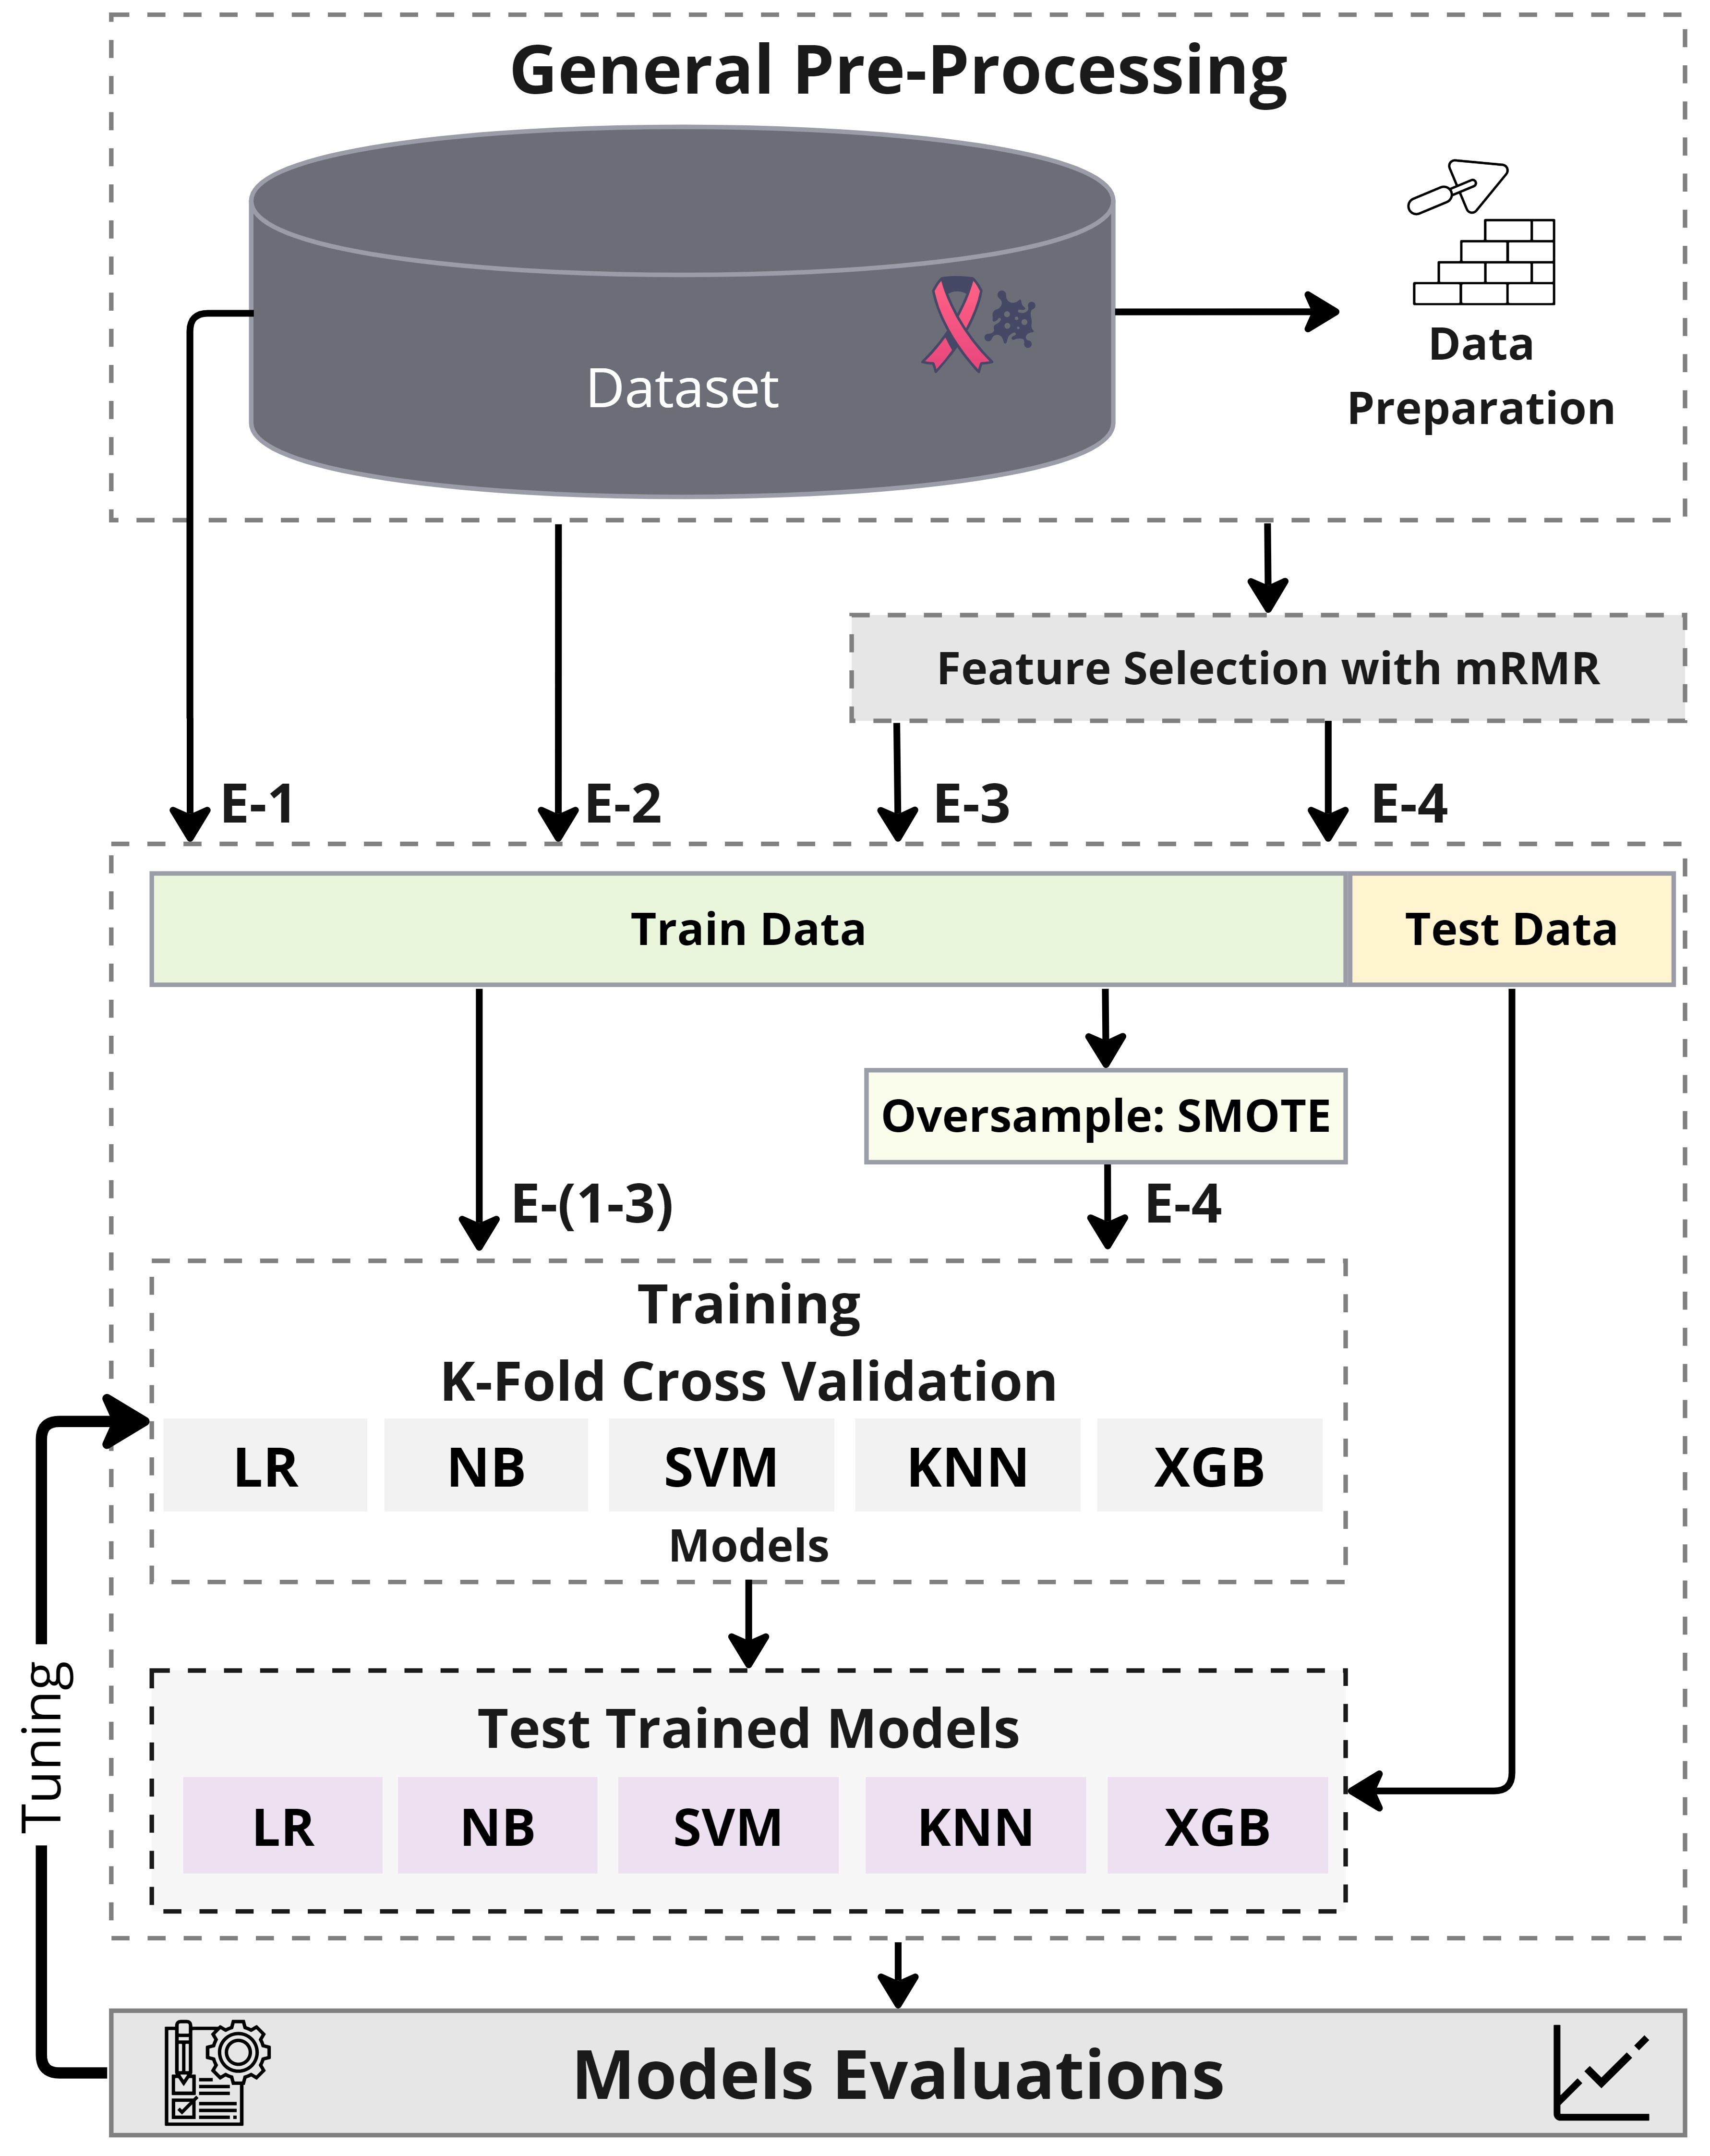 General Pre-Processing
Dataset
Data
Preparation
Feature Selection with mRMR
E-1
E-2
E-3
E-4
Train Data
Test Data
Oversample: SMOTE
E-(1-3)
E-4
Training
K-Fold Cross Validation
LR
NB
SVM
KNN
XGB
Models
Tuning
Test Trained Models
LR
NB
SVM
KNN
XGB
Models Evaluations